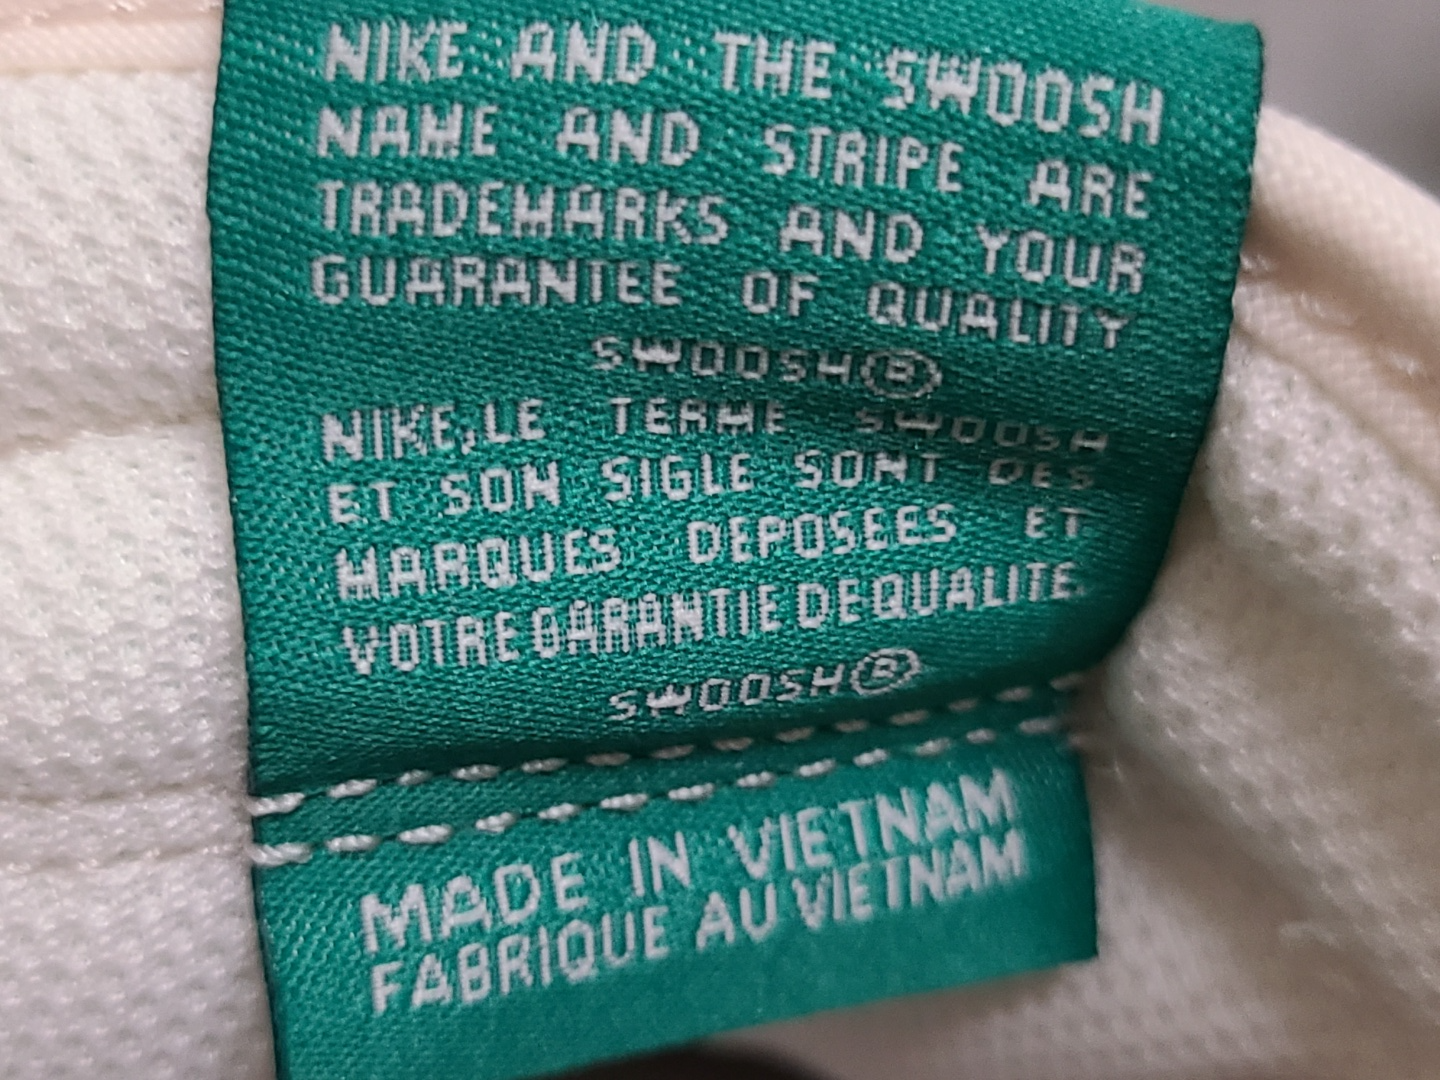 NIKE AND THE SWOOSH
NAME AND STRIPE ARE
TRADEMARKS AND YOUR
GUARANTEE OF QUALITY
SWOOSH®
NIKE,LE TERME SWOOSH
ET SON SIGLE SONT DES
MARQUES DEPOSEES ET
VOTRE GARANTIE DE QUALITE.
SWOOSH®
MADE IN VIETNAM
FABRIQUE AU VIETNAM